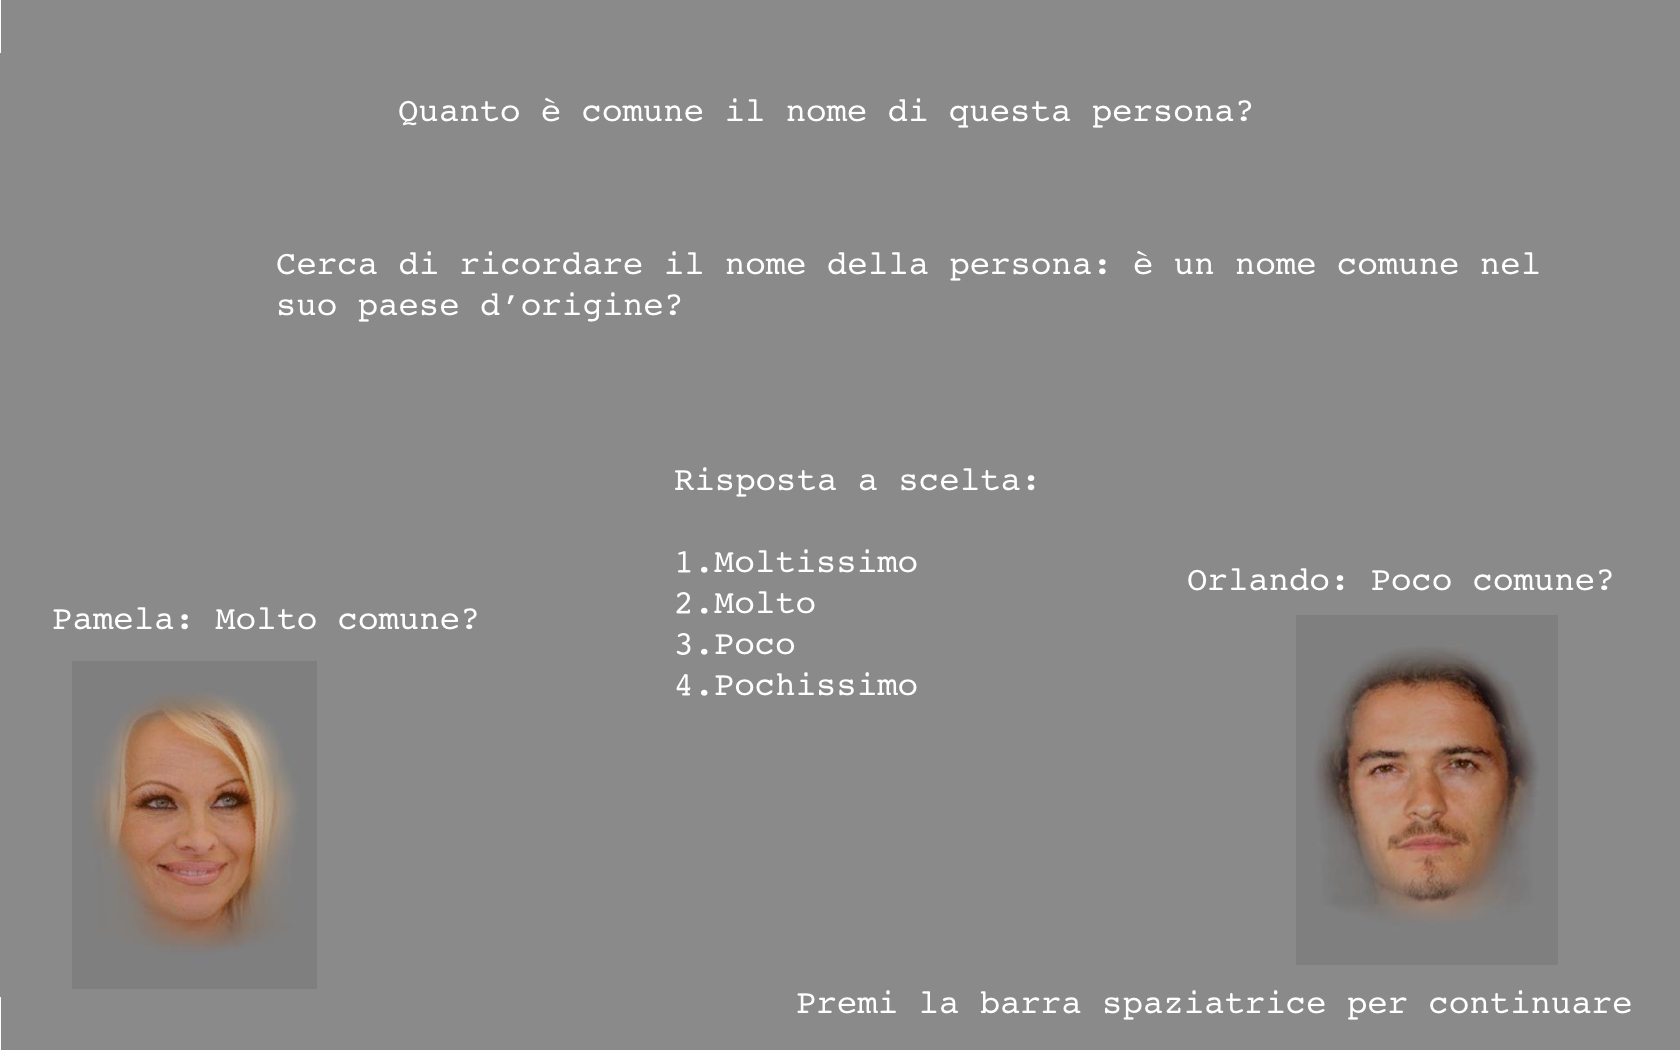 Quanto è comune il nome di questa persona?
Cerca di ricordare il nome della persona: è un nome comune nel
suo paese d’origine?
Risposta a scelta:
1.Moltissimo
2.Molto
3.Poco
4.Pochissimo
Pamela: Molto comune?
Orlando: Poco comune?
Premi la barra spaziatrice per continuare